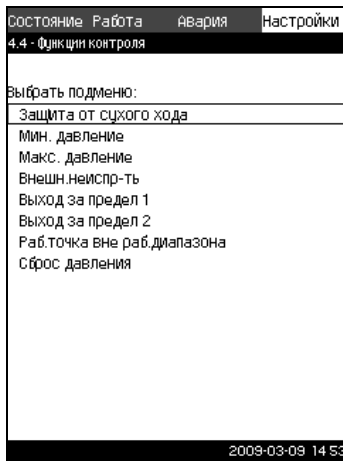 Состояние Работа Авария Настройки
4.4 - Функции контроля
Выбрать подменю:
Защита от сухого хода
Мин. давление
Макс. давление
Внешн.неиспр-ть
Выход за предел 1
Выход за предел 2
Раб.точка вне раб.диапазона
Сброс давления
2009-03-09 14:53